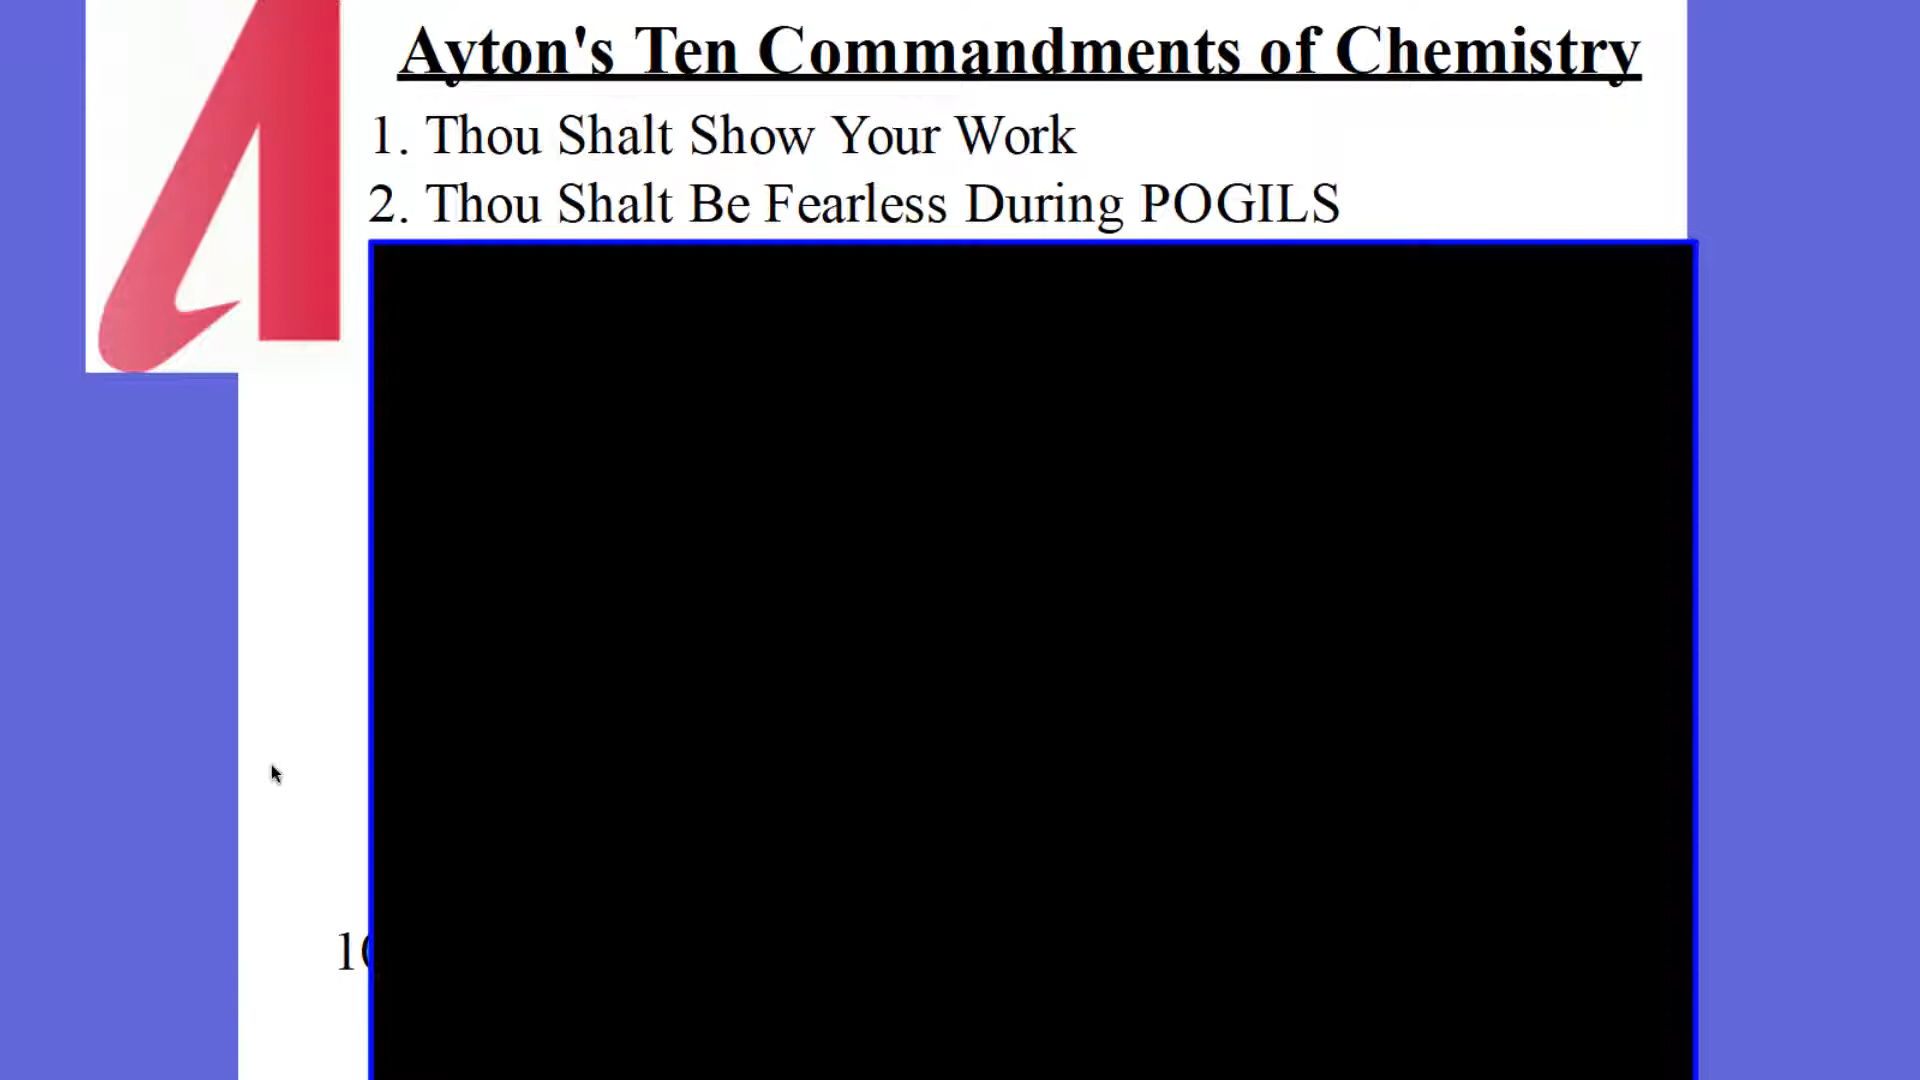 Ayton's Ten Commandments of Chemistry
1. Thou Shalt Show Your Work
2. Thou Shalt Be Fearless During POGILS